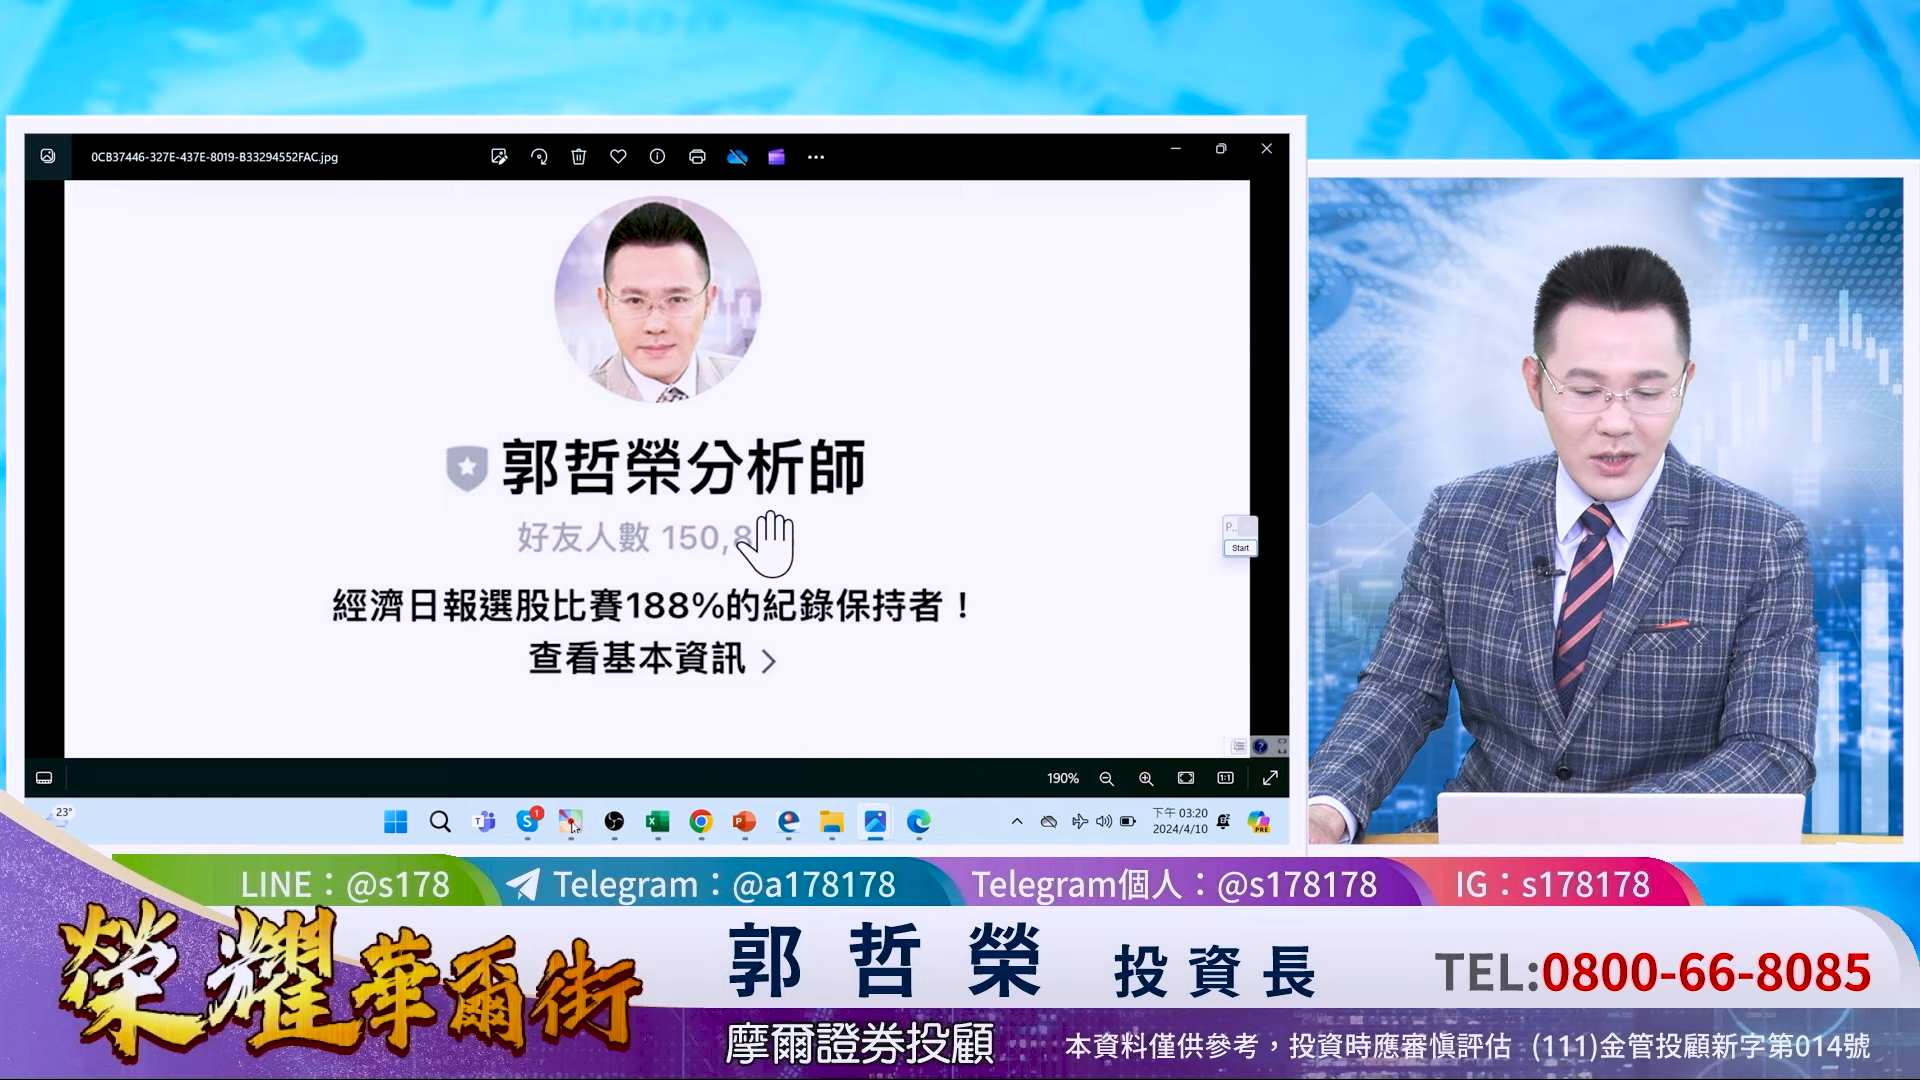 0CB37446-327E-437E-8019-B33294552FAC.jpg
郭哲榮分析師
好友人數 150,8
經濟日報選股比賽188%的紀錄保持者！
查看基本資訊 >
P...
Start
190%
23°
下午 03:20
2024/4/10
LINE：@s178
Telegram：@a178178
Telegram個人：@s178178
IG：s178178
榮耀華爾街
郭哲榮 投資長
TEL:0800-66-8085
摩爾證券投顧
本資料僅供參考，投資時應審慎評估 (111)金管投顧新字第014號